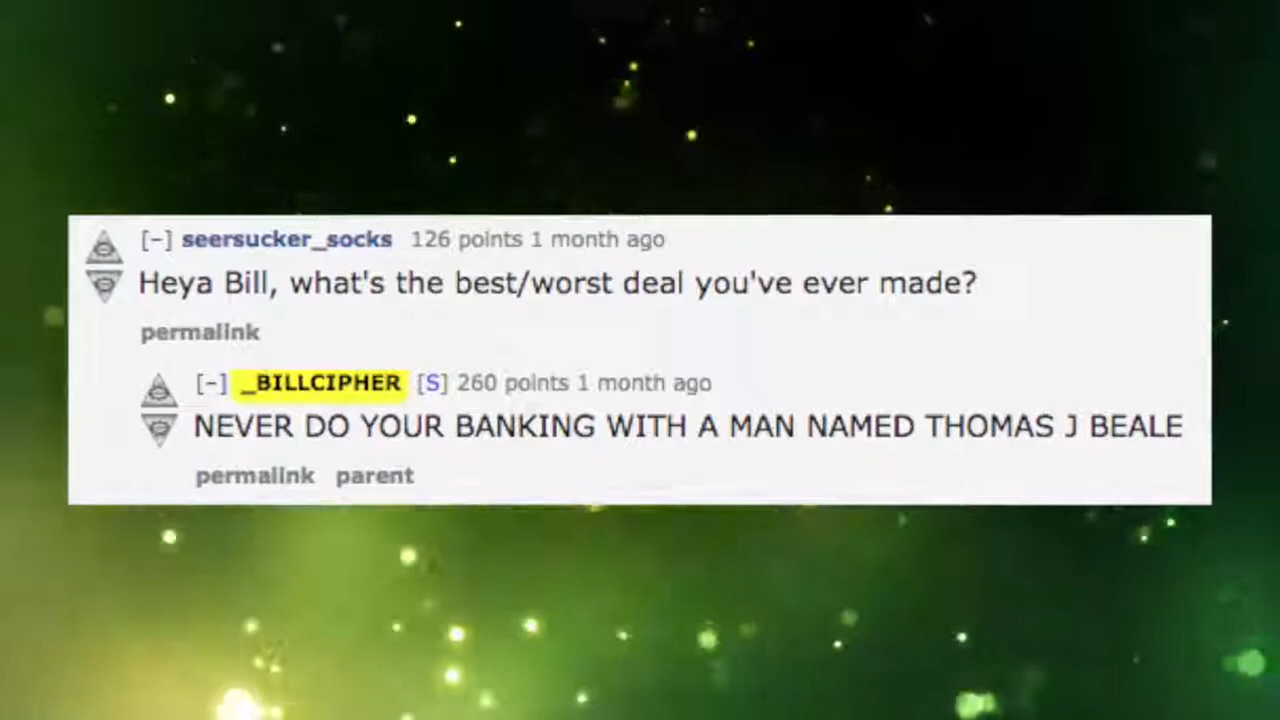 [-] seersucker_socks 126 points 1 month ago
Heya Bill, what's the best/worst deal you've ever made?
permalink
[-] _BILLCIPHER [S] 260 points 1 month ago
NEVER DO YOUR BANKING WITH A MAN NAMED THOMAS J BEALE
permalink parent